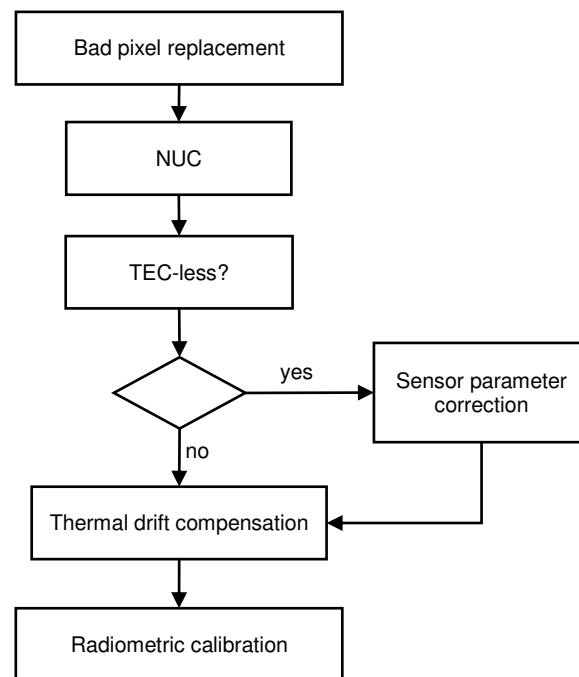 Bad pixel replacement
NUC
TEC-less?
yes
Sensor parameter
correction
no
Thermal drift compensation
Radiometric calibration